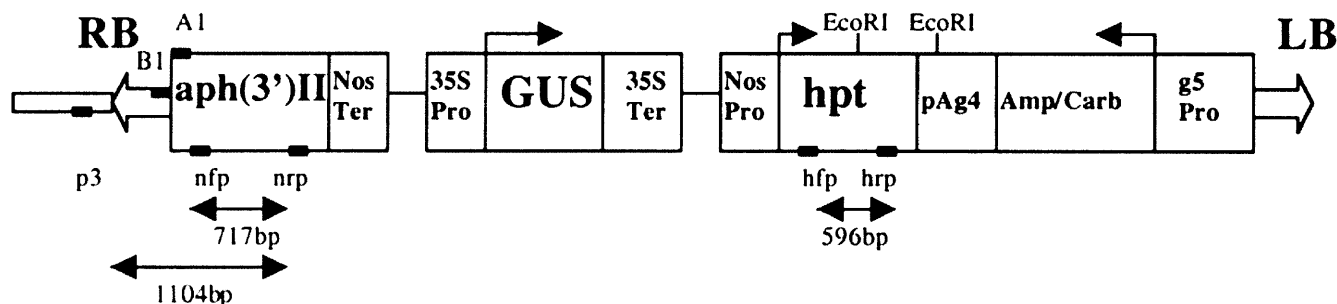 A1 EcoRI EcoRI
RB LB
B1
aph(3')II Nos Ter 35S Pro GUS 35S Ter Nos Pro hpt pAg4 Amp/Carb g5 Pro
p3 nfp nrp hfp hrp
717bp 596bp
1104bp